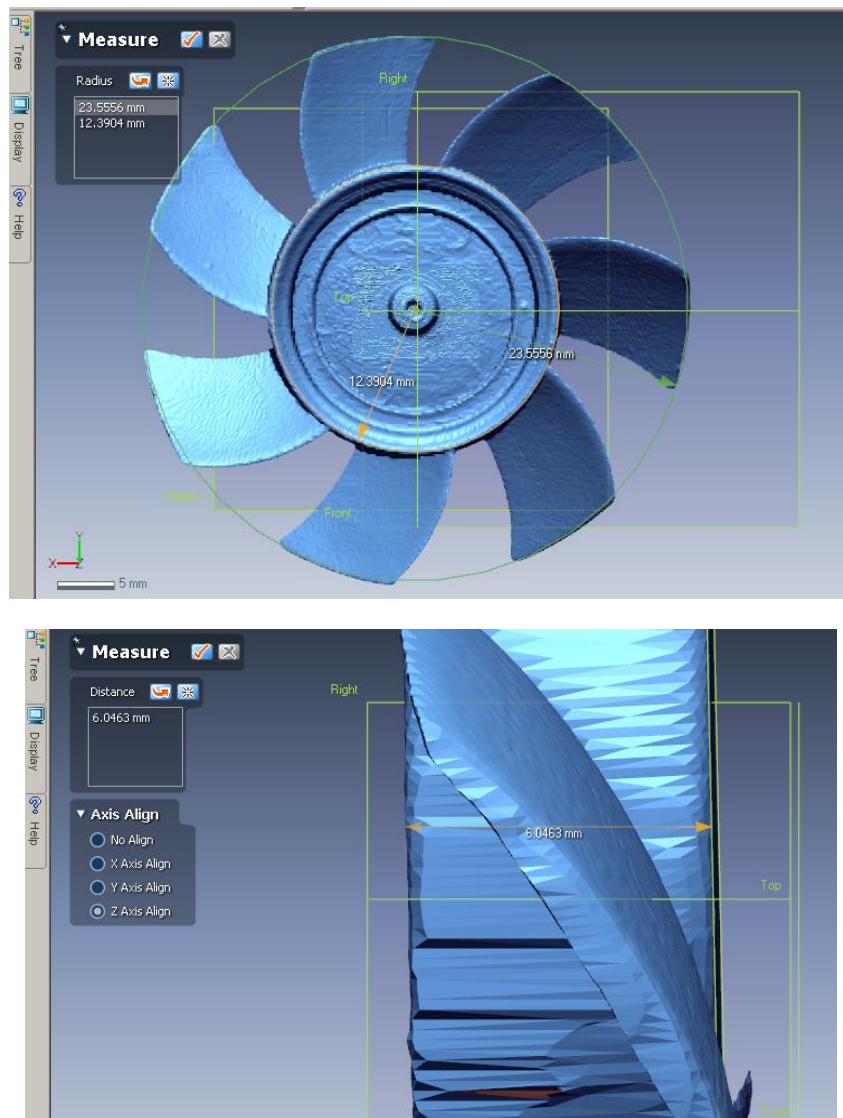 Tree
Display
Help
Measure
Radius
23.5556 mm
12.3904 mm
Right
Top
23.5556 mm
12.3904 mm
Front
Y
X
Z
5 mm
Tree
Display
Help
Measure
Distance
6.0463 mm
Axis Align
No Align
X Axis Align
Y Axis Align
Z Axis Align
Right
6.0463 mm
Top